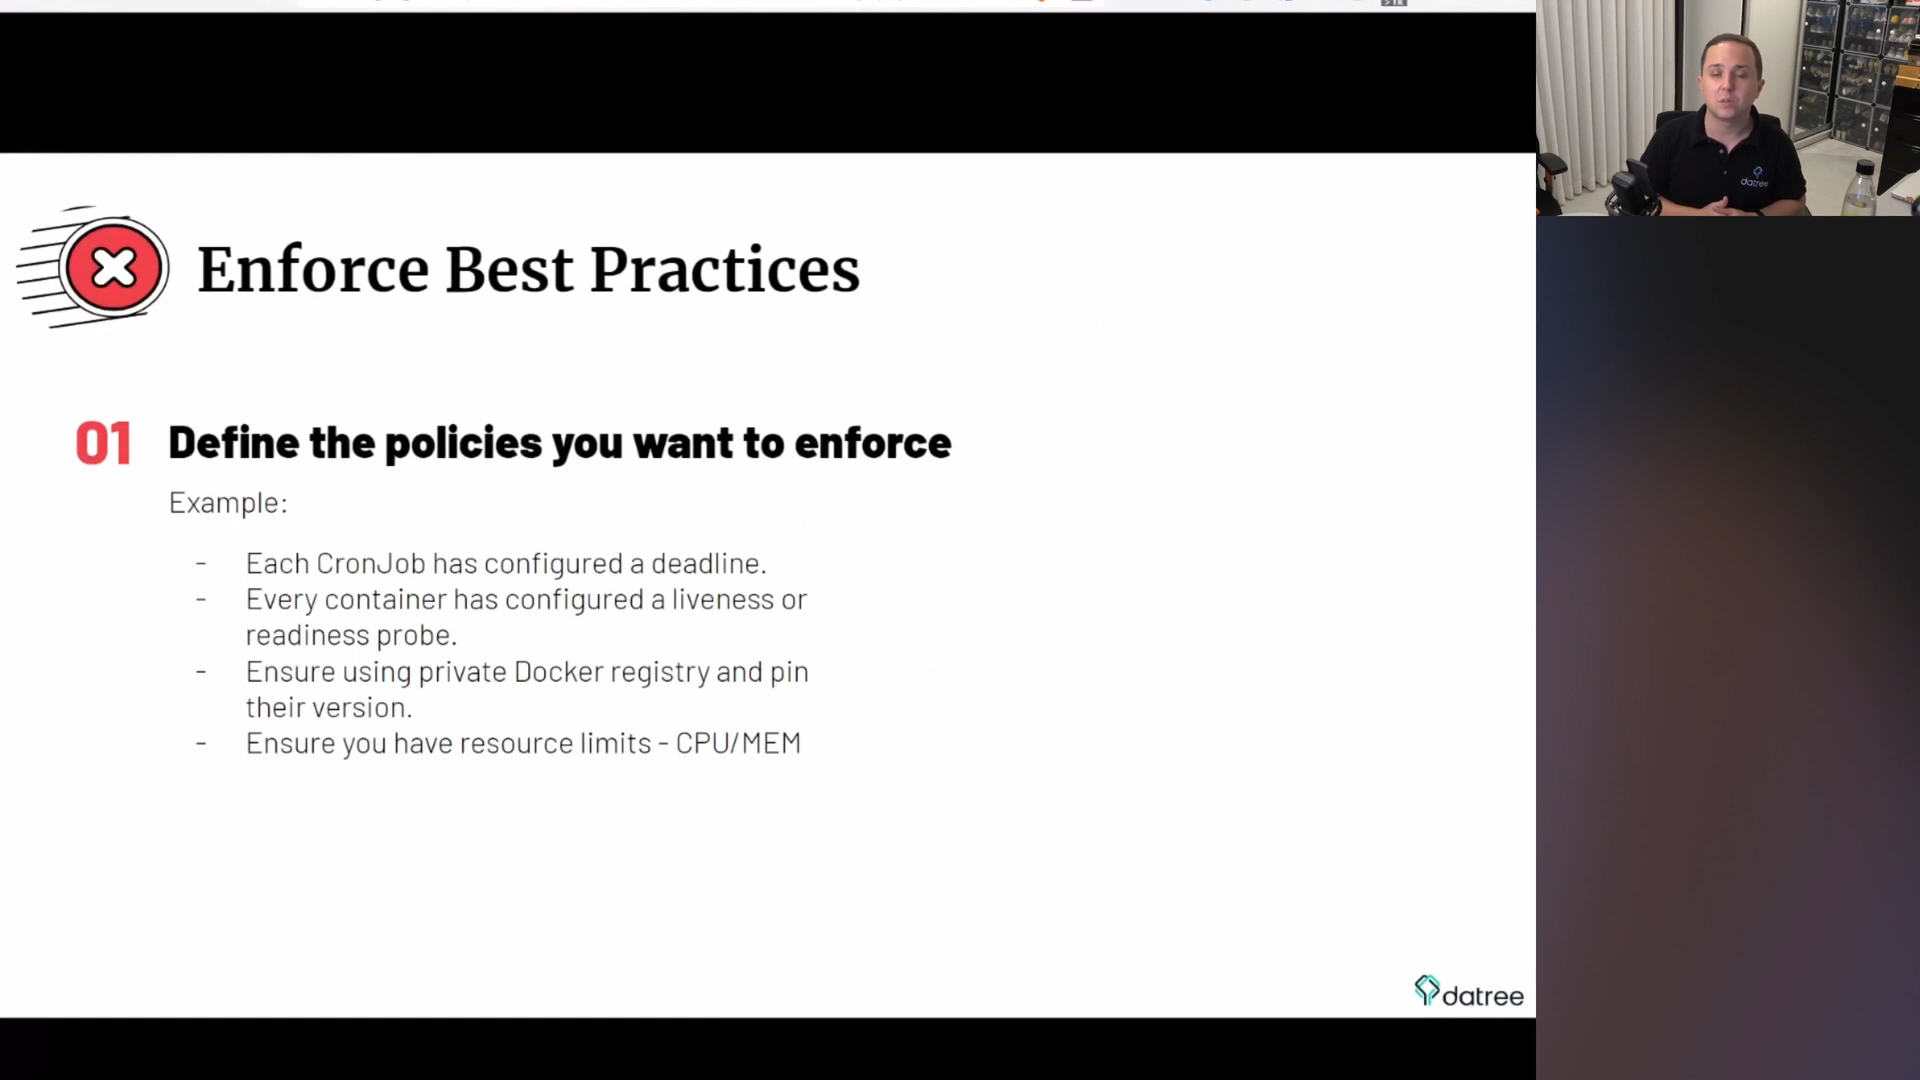 Enforce Best Practices
01 Define the policies you want to enforce
Example:
- Each CronJob has configured a deadline.
- Every container has configured a liveness or
readiness probe.
- Ensure using private Docker registry and pin
their version.
- Ensure you have resource limits - CPU/MEM
datree
datree